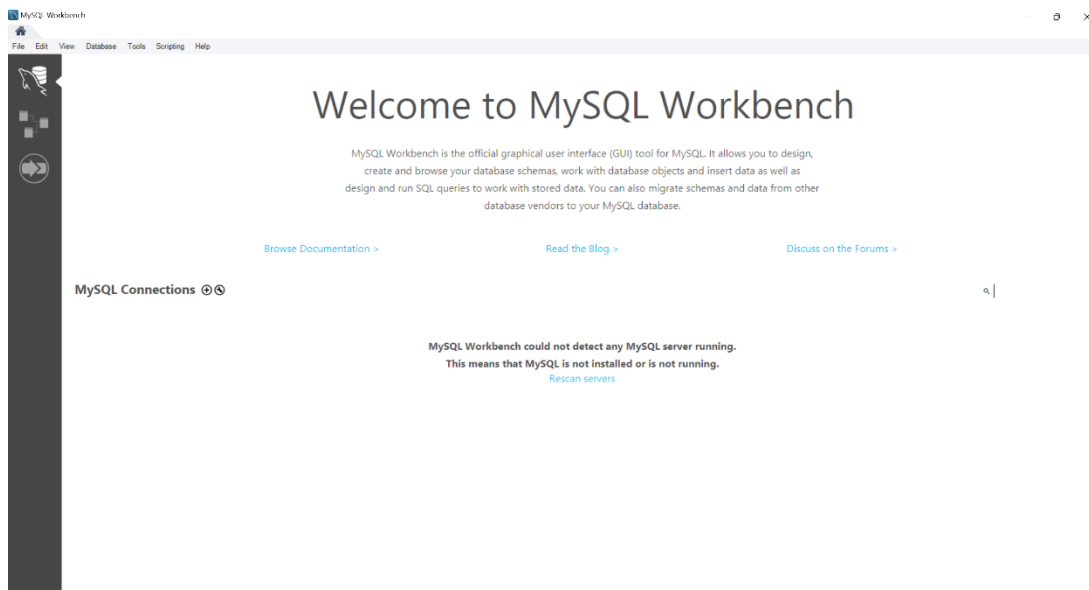 MySQL Workbench
File Edit View Database Tools Scripting Help
Welcome to MySQL Workbench
MySQL Workbench is the official graphical user interface (GUI) tool for MySQL. It allows you to design,
create and browse your database schemas, work with database objects and insert data as well as
design and run SQL queries to work with stored data. You can also migrate schemas and data from other
database vendors to your MySQL database.
Browse Documentation > Read the Blog > Discuss on the Forums >
MySQL Connections
MySQL Workbench could not detect any MySQL server running.
This means that MySQL is not installed or is not running.
Rescan servers